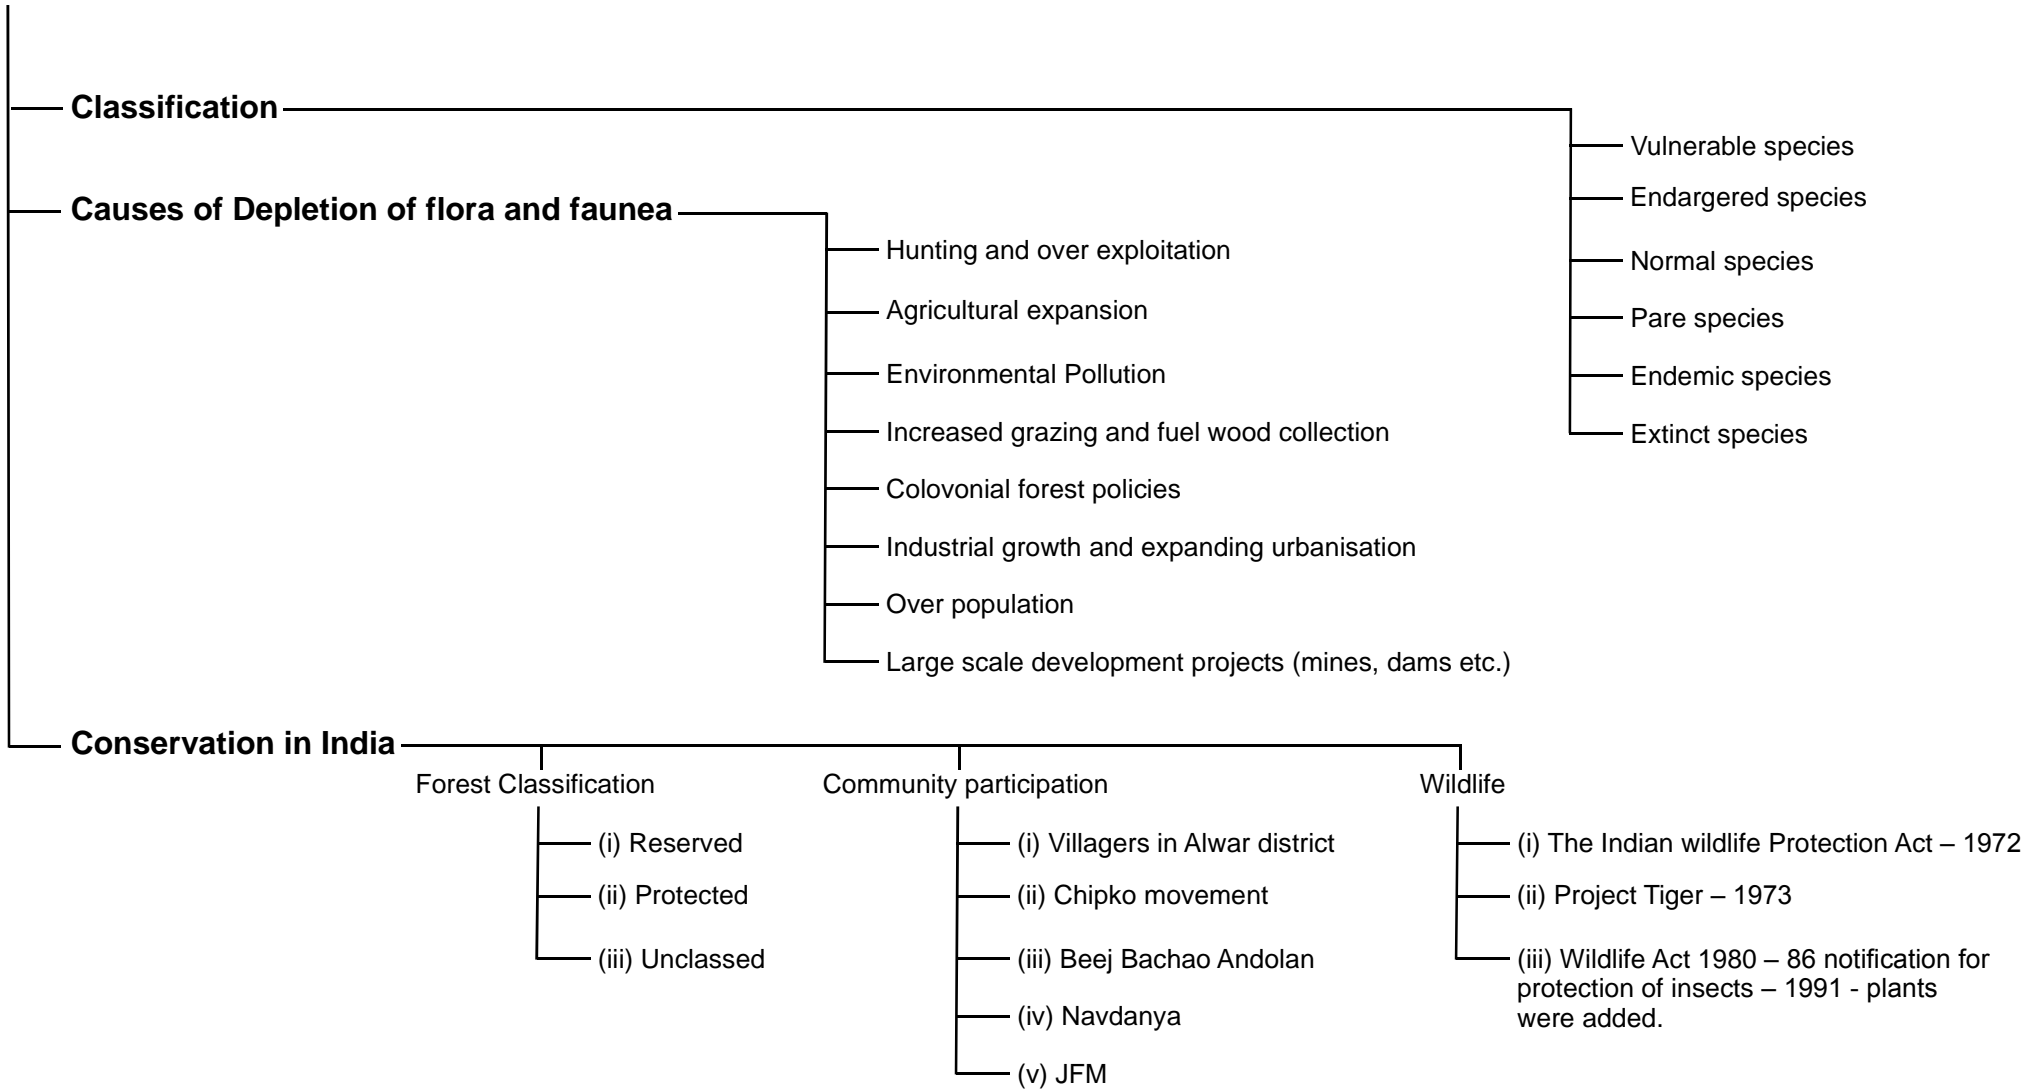 Classification
Vulnerable species
Endargered species
Normal species
Pare species
Endemic species
Extinct species
Causes of Depletion of flora and faunea
Hunting and over exploitation
Agricultural expansion
Environmental Pollution
Increased grazing and fuel wood collection
Colovonial forest policies
Industrial growth and expanding urbanisation
Over population
Large scale development projects (mines, dams etc.)
Conservation in India
Forest Classification
(i) Reserved
(ii) Protected
(iii) Unclassed
Community participation
(i) Villagers in Alwar district
(ii) Chipko movement
(iii) Beej Bachao Andolan
(iv) Navdanya
(v) JFM
Wildlife
(i) The Indian wildlife Protection Act – 1972
(ii) Project Tiger – 1973
(iii) Wildlife Act 1980 – 86 notification for
protection of insects – 1991 - plants
were added.